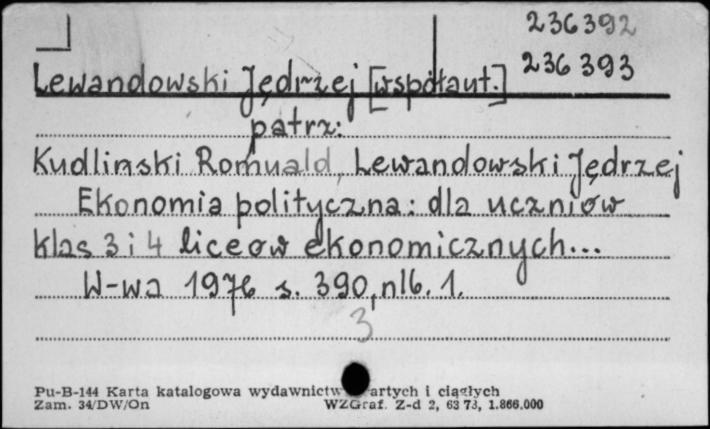 236392
Lewandowski Jędrzej [współaut.] 236393
patrz:
Kudlinski Romuald, Lewandowski Jędrzej
Ekonomia polityczna: dla uczniów
klas 3 i 4 liceow ekonomicznych...
W-wa 1976 s. 390, nlb. 1.
3
Pu-B-144 Karta katalogowa wydawnictw artych i ciągłych
Zam. 34/DW/On WZGraf. Z-d 2, 63 73, 1.866.000